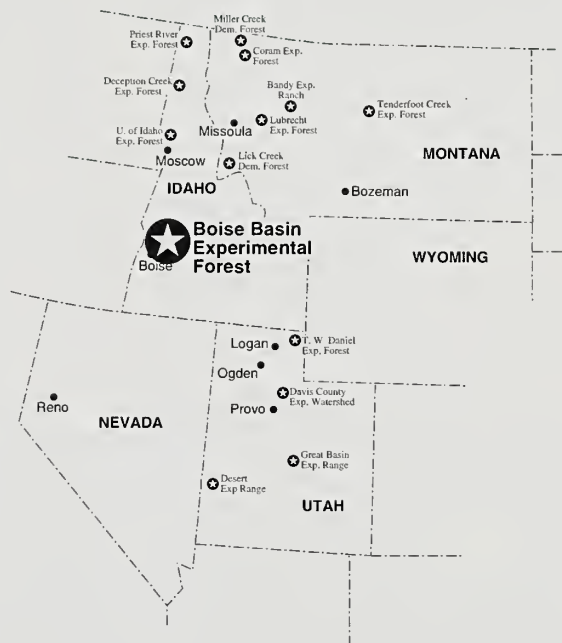 Miller Creek
Dem. Forest
Priest River
Exp. Forest
Coram Exp.
Forest
Deception Creek
Exp. Forest
Bandy Exp.
Ranch
Tenderfoot Creek
Exp. Forest
Lubrecht
Exp. Forest
Missoula
U. of Idaho
Exp. Forest
Moscow
Lick Creek
Dem. Forest
MONTANA
IDAHO
Bozeman
Boise Basin
Experimental
Forest
Boise
WYOMING
T. W. Daniel
Exp. Forest
Logan
Ogden
Davis County
Exp. Watershed
Reno
Provo
NEVADA
Great Basin
Exp. Range
Desert
Exp Range
UTAH